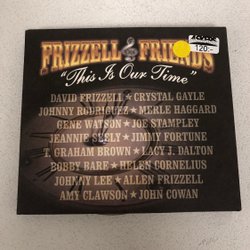 FRIZZELL & FRIENDS
"This Is Our Time"
DAVID FRIZZELL ★ CRYSTAL GAYLE
JOHNNY RODRIGUEZ ★ MERLE HAGGARD
GENE WATSON ★ JOE STAMPLEY
JEANNIE SEELY ★ JIMMY FORTUNE
T. GRAHAM BROWN ★ LACY J. DALTON
BOBBY BARE ★ HELEN CORNELIUS
JOHNNY LEE ★ ALLEN FRIZZELL
AMY CLAWSON ★ JOHN COWAN
120:-